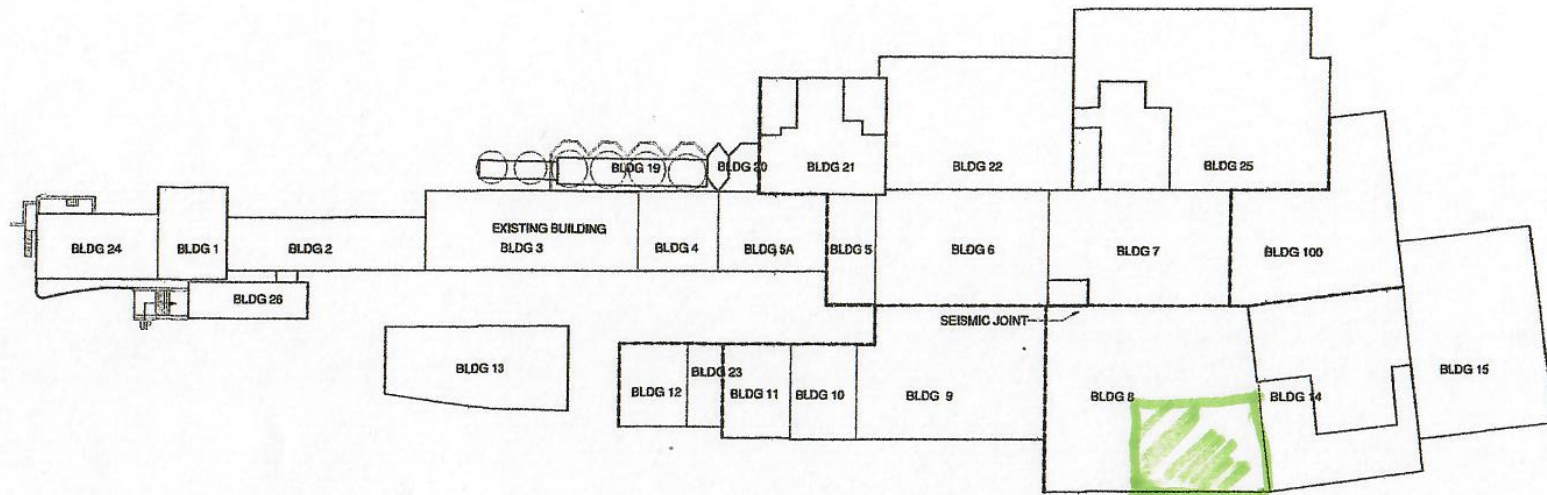 BLDG 19
BLDG 20
BLDG 21
BLDG 22
BLDG 25
BLDG 24
BLDG 1
BLDG 2
EXISTING BUILDING
BLDG 3
BLDG 4
BLDG 5A
BLDG 5
BLDG 6
BLDG 7
BLDG 100
BLDG 26
UP
SEISMIC JOINT
BLDG 13
BLDG 12
BLDG 23
BLDG 11
BLDG 10
BLDG 9
BLDG 8
BLDG 14
BLDG 15